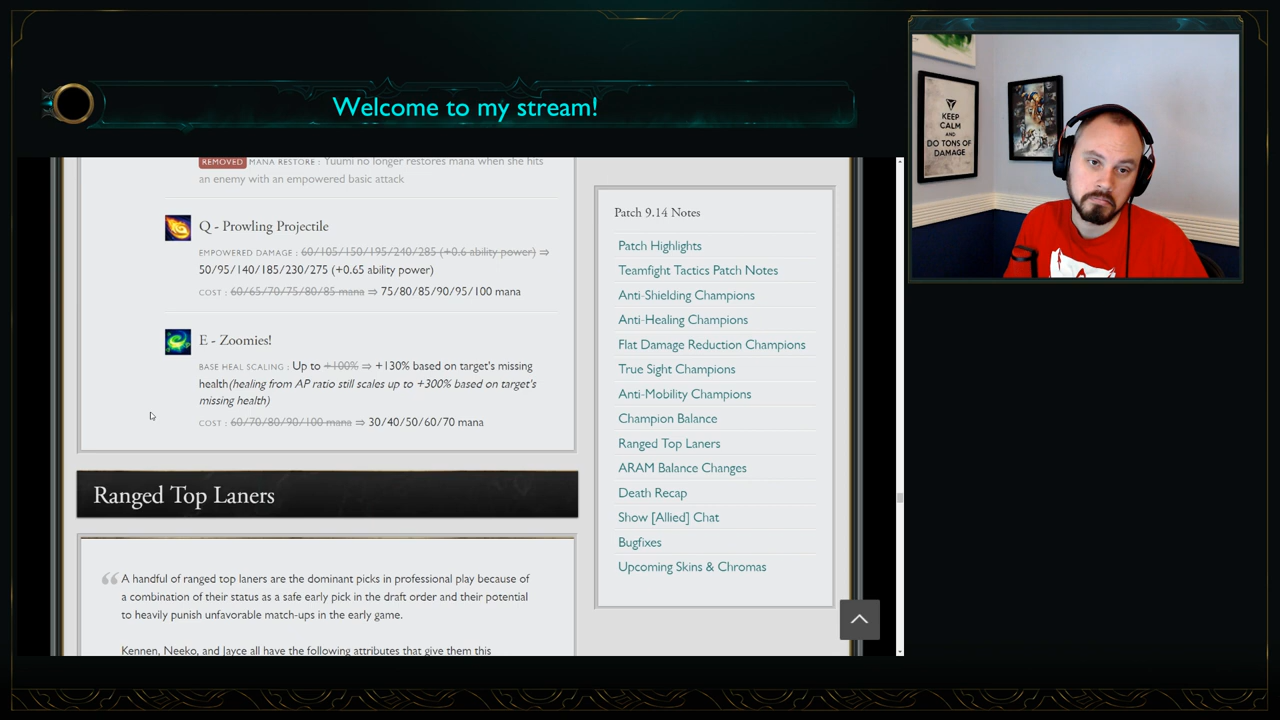 Welcome to my stream!
REMOVED MANA RESTORE : Yuumi no longer restores mana when she hits
an enemy with an empowered basic attack
Q - Prowling Projectile
EMPOWERED DAMAGE : 60/105/150/195/240/285 (+0.6 ability power) ⇒
50/95/140/185/230/275 (+0.65 ability power)
COST : 60/65/70/75/80/85 mana ⇒ 75/80/85/90/95/100 mana
E - Zoomies!
BASE HEAL SCALING : Up to +100% ⇒ +130% based on target's missing
health(healing from AP ratio still scales up to +300% based on target's
missing health)
COST : 60/70/80/90/100 mana ⇒ 30/40/50/60/70 mana
Ranged Top Laners
“ A handful of ranged top laners are the dominant picks in professional play because of
a combination of their status as a safe early pick in the draft order and their potential
to heavily punish unfavorable match-ups in the early game.
Kennen, Neeko, and Jayce all have the following attributes that give them this
Patch 9.14 Notes
Patch Highlights
Teamfight Tactics Patch Notes
Anti-Shielding Champions
Anti-Healing Champions
Flat Damage Reduction Champions
True Sight Champions
Anti-Mobility Champions
Champion Balance
Ranged Top Laners
ARAM Balance Changes
Death Recap
Show [Allied] Chat
Bugfixes
Upcoming Skins & Chromas
KEEP
CALM
AND
DO TONS OF
DAMAGE